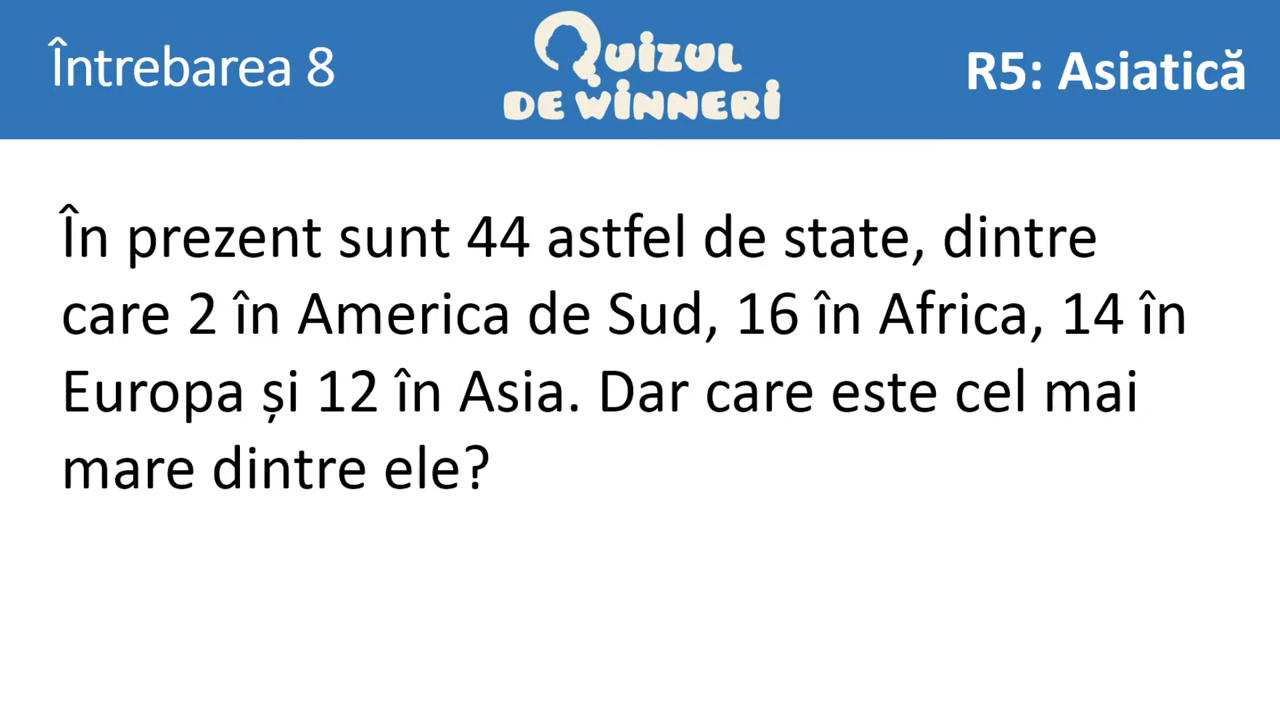 Întrebarea 8
QUIZUL
DE WINNERI
R5: Asiatică
În prezent sunt 44 astfel de state, dintre
care 2 în America de Sud, 16 în Africa, 14 în
Europa și 12 în Asia. Dar care este cel mai
mare dintre ele?